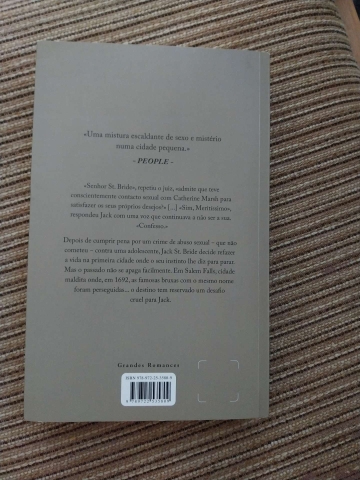 «Uma mistura escaldante de sexo e mistério
numa cidade pequena.»
- PEOPLE -
«Senhor St. Bride», repetiu o juiz, «admite que teve
conscientemente contacto sexual com Catherine Marsh para
satisfazer os seus próprios desejos?» [...] «Sim, Meritíssimo»,
respondeu Jack com uma voz que continuava a não ser a sua.
«Confesso.»
Depois de cumprir pena por um crime de abuso sexual – que não
cometeu – contra uma adolescente, Jack St. Bride decide refazer
a vida na primeira cidade onde o seu instinto lhe diz para parar.
Mas o passado não se apaga facilmente. Em Salem Falls, cidade
maldita onde, em 1692, as famosas bruxas com o mesmo nome
foram perseguidas... o destino tem reservado um desafio
cruel para Jack.
Grandes Romances